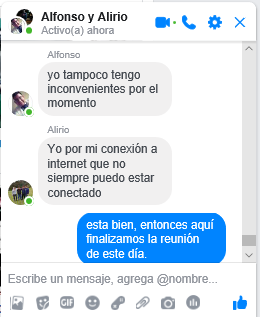 Alfonso y Alirio
Activo(a) ahora
Alfonso
yo tampoco tengo
inconvenientes por el
momento
Alirio
Yo por mi conexión a
internet que no
siempre puedo estar
conectado
esta bien, entonces aquí
finalizamos la reunión
de este día.
Escribe un mensaje, agrega @nombre...
GIF